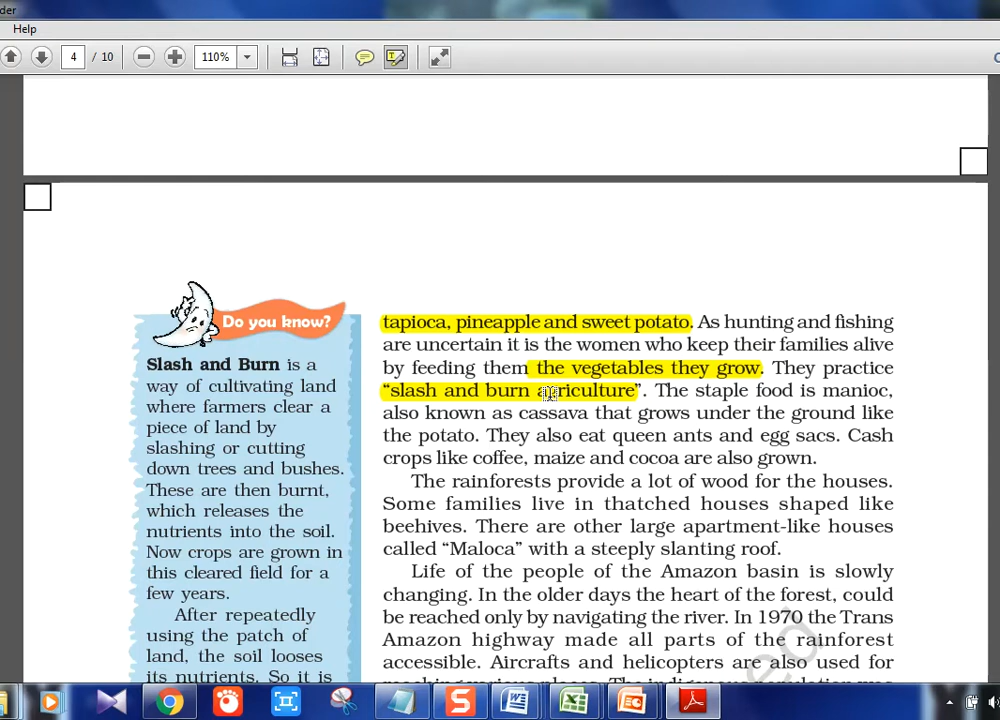 der
Help
4 / 10
110%
Do you know?
Slash and Burn is a
way of cultivating land
where farmers clear a
piece of land by
slashing or cutting
down trees and bushes.
These are then burnt,
which releases the
nutrients into the soil.
Now crops are grown in
this cleared field for a
few years.
After repeatedly
using the patch of
land, the soil looses
its nutrients. So it is
tapioca, pineapple and sweet potato. As hunting and fishing
are uncertain it is the women who keep their families alive
by feeding them the vegetables they grow. They practice
“slash and burn agriculture”. The staple food is manioc,
also known as cassava that grows under the ground like
the potato. They also eat queen ants and egg sacs. Cash
crops like coffee, maize and cocoa are also grown.
The rainforests provide a lot of wood for the houses.
Some families live in thatched houses shaped like
beehives. There are other large apartment-like houses
called “Maloca” with a steeply slanting roof.
Life of the people of the Amazon basin is slowly
changing. In the older days the heart of the forest, could
be reached only by navigating the river. In 1970 the Trans
Amazon highway made all parts of the rainforest
accessible. Aircrafts and helicopters are also used for
ed